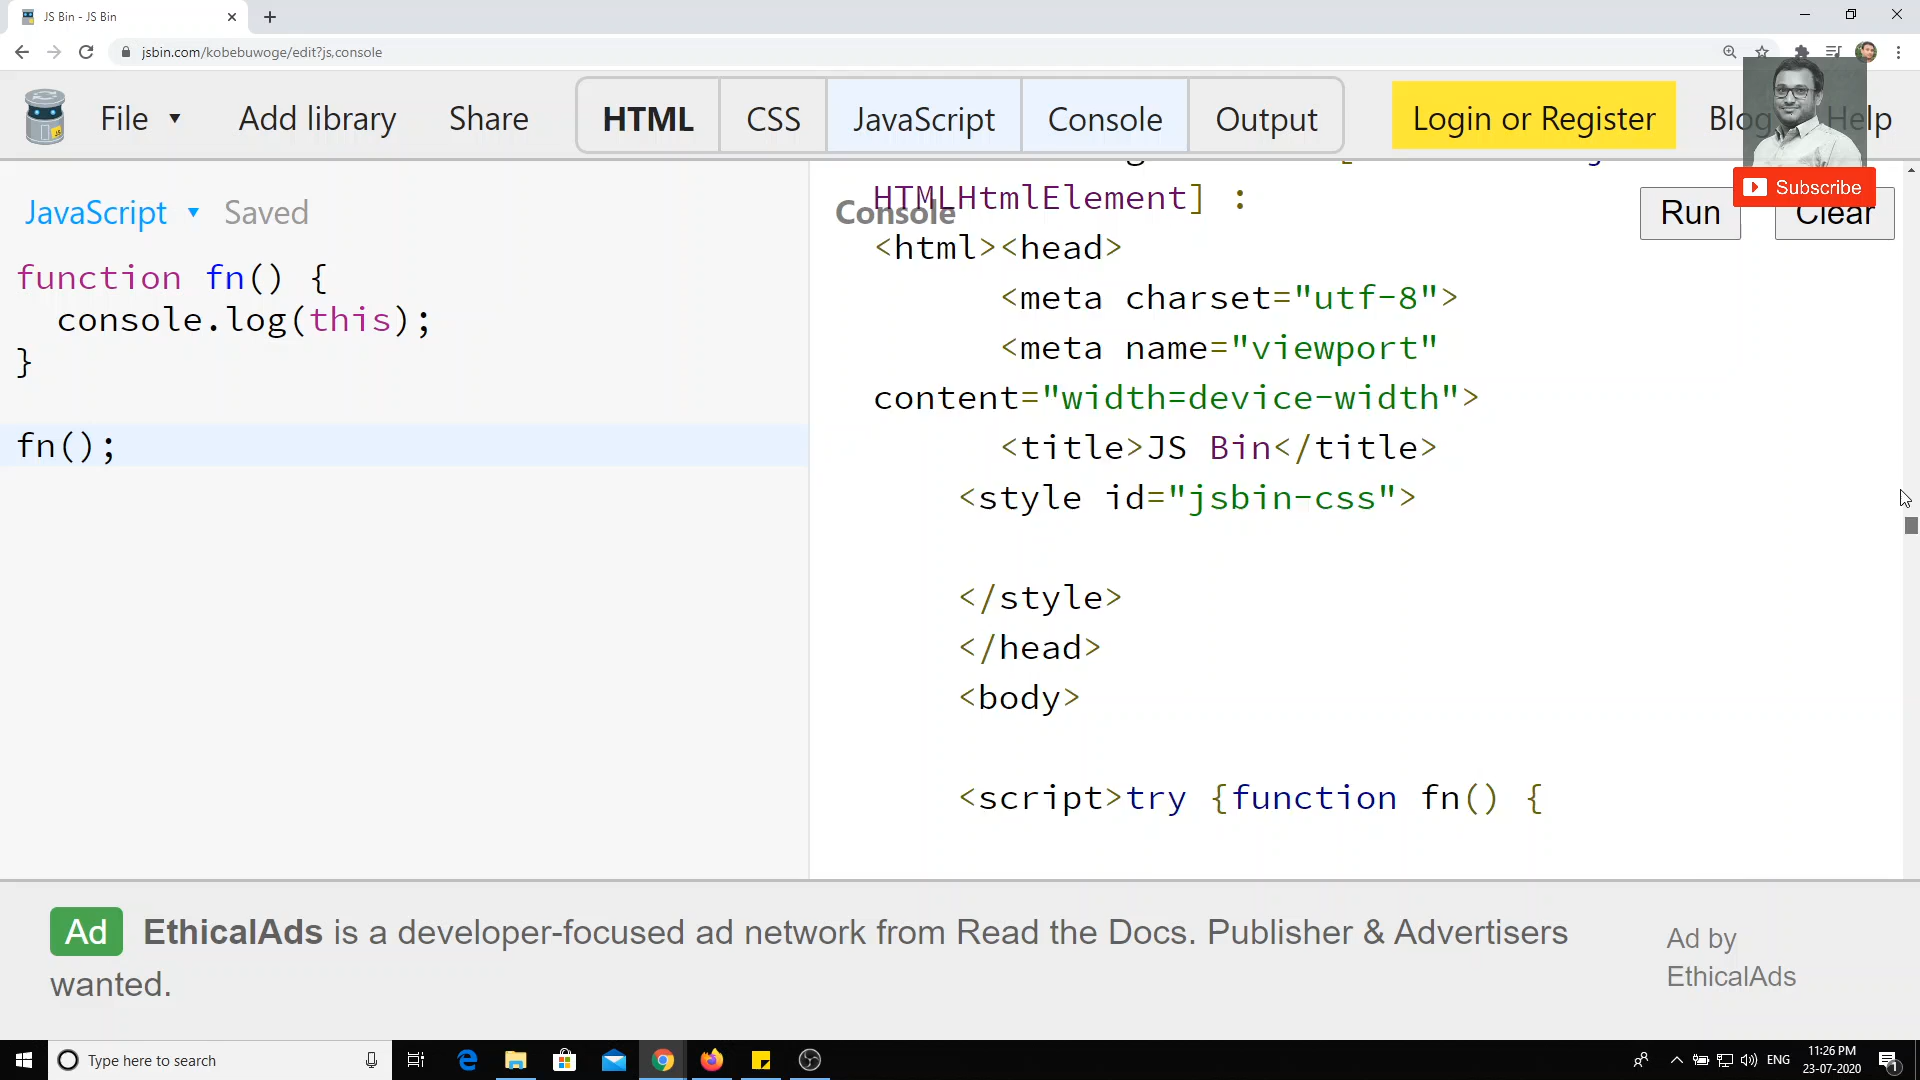 JS Bin - JS Bin
jsbin.com/kobebuwoge/edit?js,console
File Add library Share HTML CSS JavaScript Console Output Login or Register Blog Help
Subscribe
JavaScript Saved
function fn() {
console.log(this);
}
fn();
Console
Run Clear
HTMLHtmlElement] :
<html><head>
<meta charset="utf-8">
<meta name="viewport"
content="width=device-width">
<title>JS Bin</title>
<style id="jsbin-css">
</style>
</head>
<body>
<script>try {function fn() {
Ad EthicalAds is a developer-focused ad network from Read the Docs. Publisher & Advertisers
wanted.
Ad by
EthicalAds
Type here to search
ENG
11:26 PM
23-07-2020
1